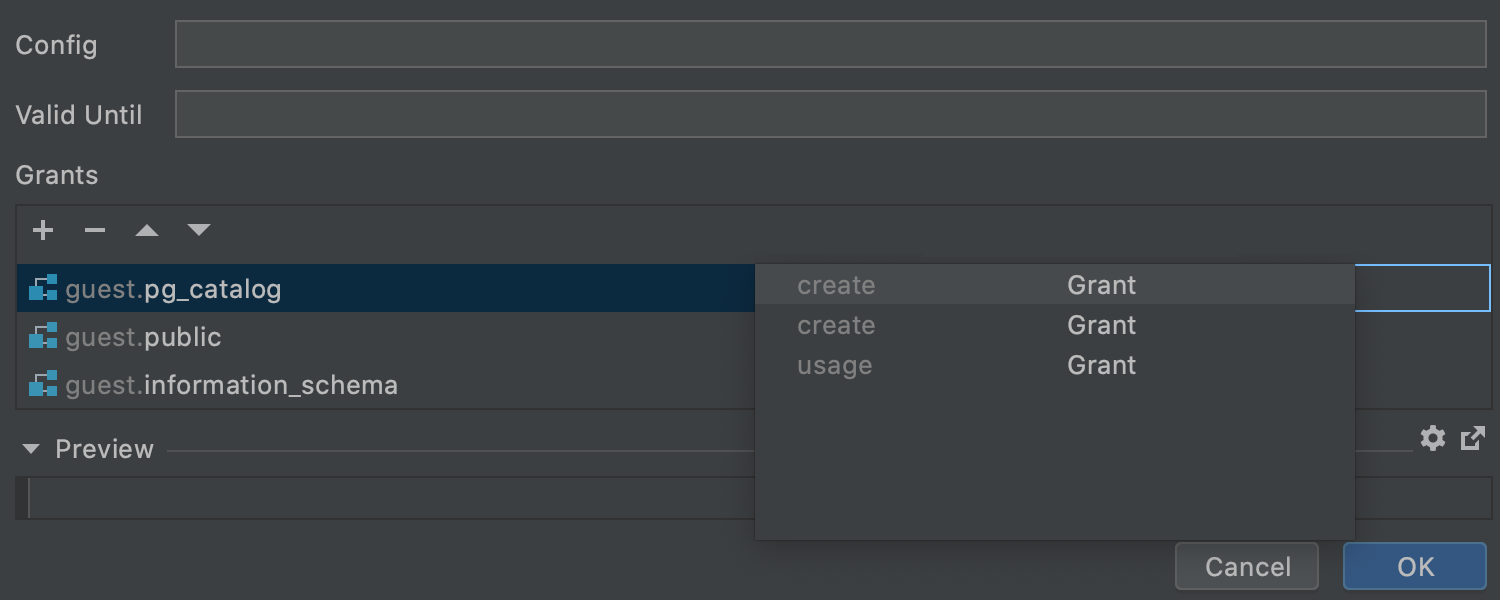 Config
Valid Until
Grants
guest.pg_catalog
create Grant
guest.public
create Grant
usage Grant
guest.information_schema
Preview
Cancel OK